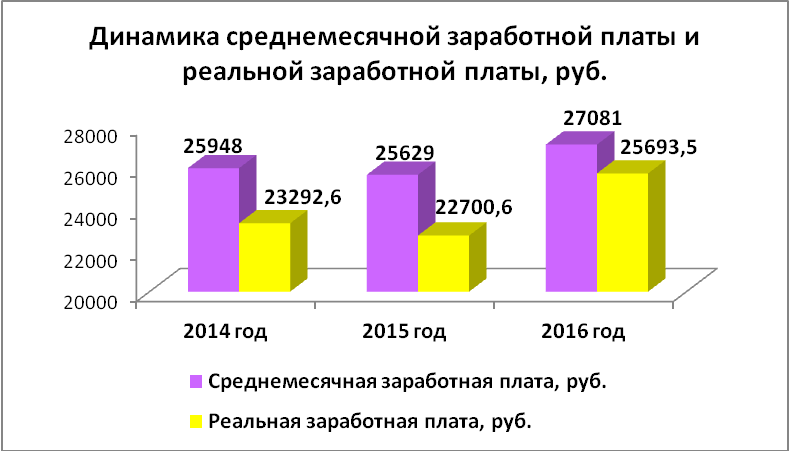 Динамика среднемесячной заработной платы и
реальной заработной платы, руб.
28000
26000
24000
22000
20000
25948
23292,6
25629
22700,6
27081
25693,5
2014 год
2015 год
2016 год
Среднемесячная заработная плата, руб.
Реальная заработная плата, руб.